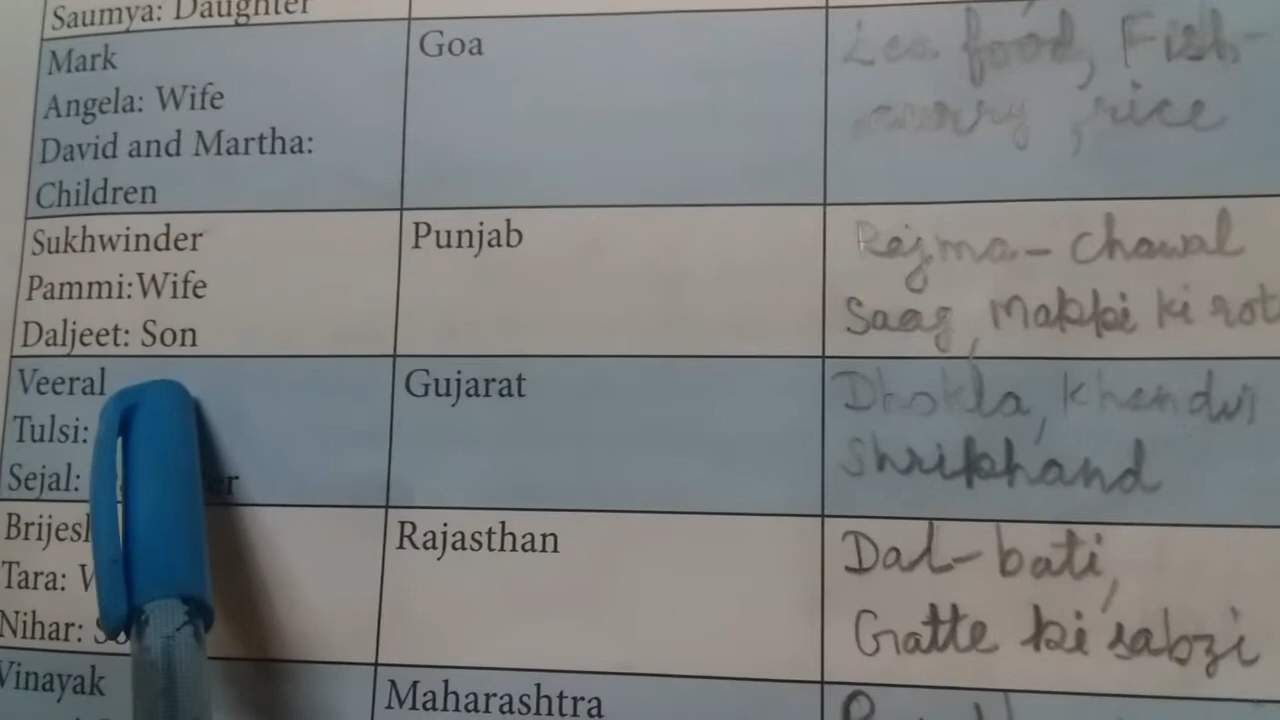 Saumya: Daughter
Mark
Angela: Wife
David and Martha:
Children
Goa
Sea food, Fish-
curry, rice
Sukhwinder
Pammi:Wife
Daljeet: Son
Punjab
Rajma-Chawal
Saag, Makki ki rot
Veeral
Tulsi:
Sejal:
Gujarat
Dhokla, Khandvi
Shrikhand
Brijesh
Tara: W
Nihar: So
Rajasthan
Dal-bati,
Gatte ki sabzi
Vinayak
Maharashtra